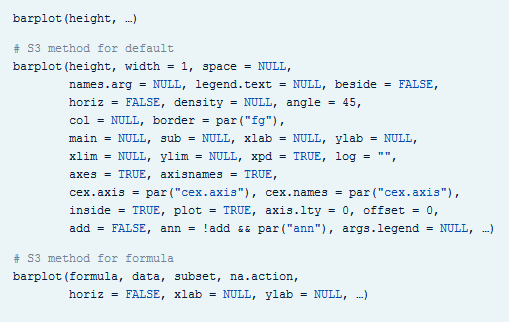 barplot(height, …)
# S3 method for default
barplot(height, width = 1, space = NULL,
        names.arg = NULL, legend.text = NULL, beside = FALSE,
        horiz = FALSE, density = NULL, angle = 45,
        col = NULL, border = par("fg"),
        main = NULL, sub = NULL, xlab = NULL, ylab = NULL,
        xlim = NULL, ylim = NULL, xpd = TRUE, log = "",
        axes = TRUE, axisnames = TRUE,
        cex.axis = par("cex.axis"), cex.names = par("cex.axis"),
        inside = TRUE, plot = TRUE, axis.lty = 0, offset = 0,
        add = FALSE, ann = !add && par("ann"), args.legend = NULL, …)
# S3 method for formula
barplot(formula, data, subset, na.action,
        horiz = FALSE, xlab = NULL, ylab = NULL, …)